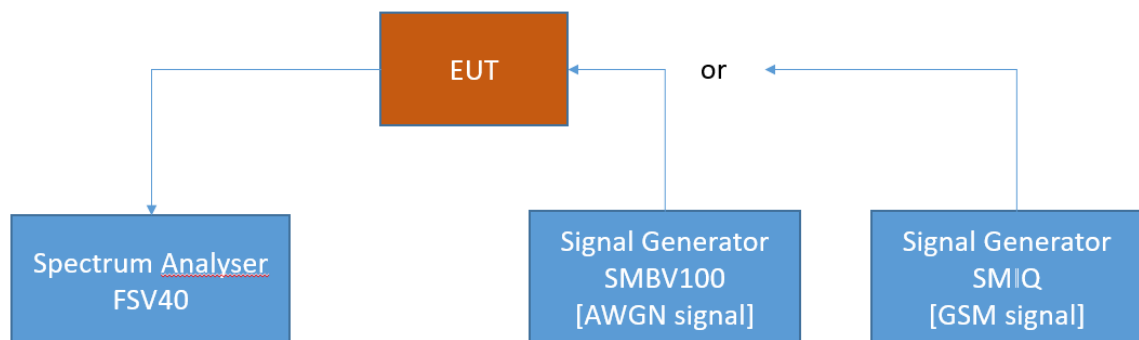 EUT
or
Spectrum Analyser
FSV40
Signal Generator
SMBV100
[AWGN signal]
Signal Generator
SMIQ
[GSM signal]